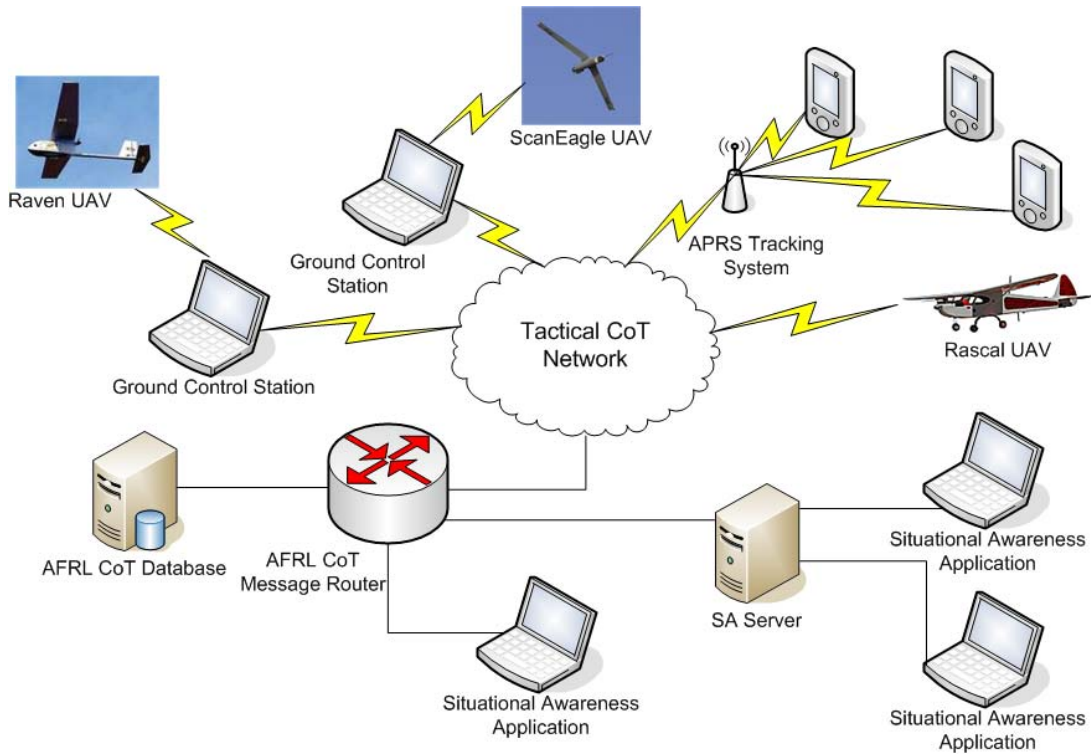 ScanEagle UAV
Raven UAV
Ground Control
Station
APRS Tracking
System
Ground Control Station
Tactical CoT
Network
Rascal UAV
AFRL CoT Database
AFRL CoT
Message Router
SA Server
Situational Awareness
Application
Situational Awareness
Application
Situational Awareness
Application